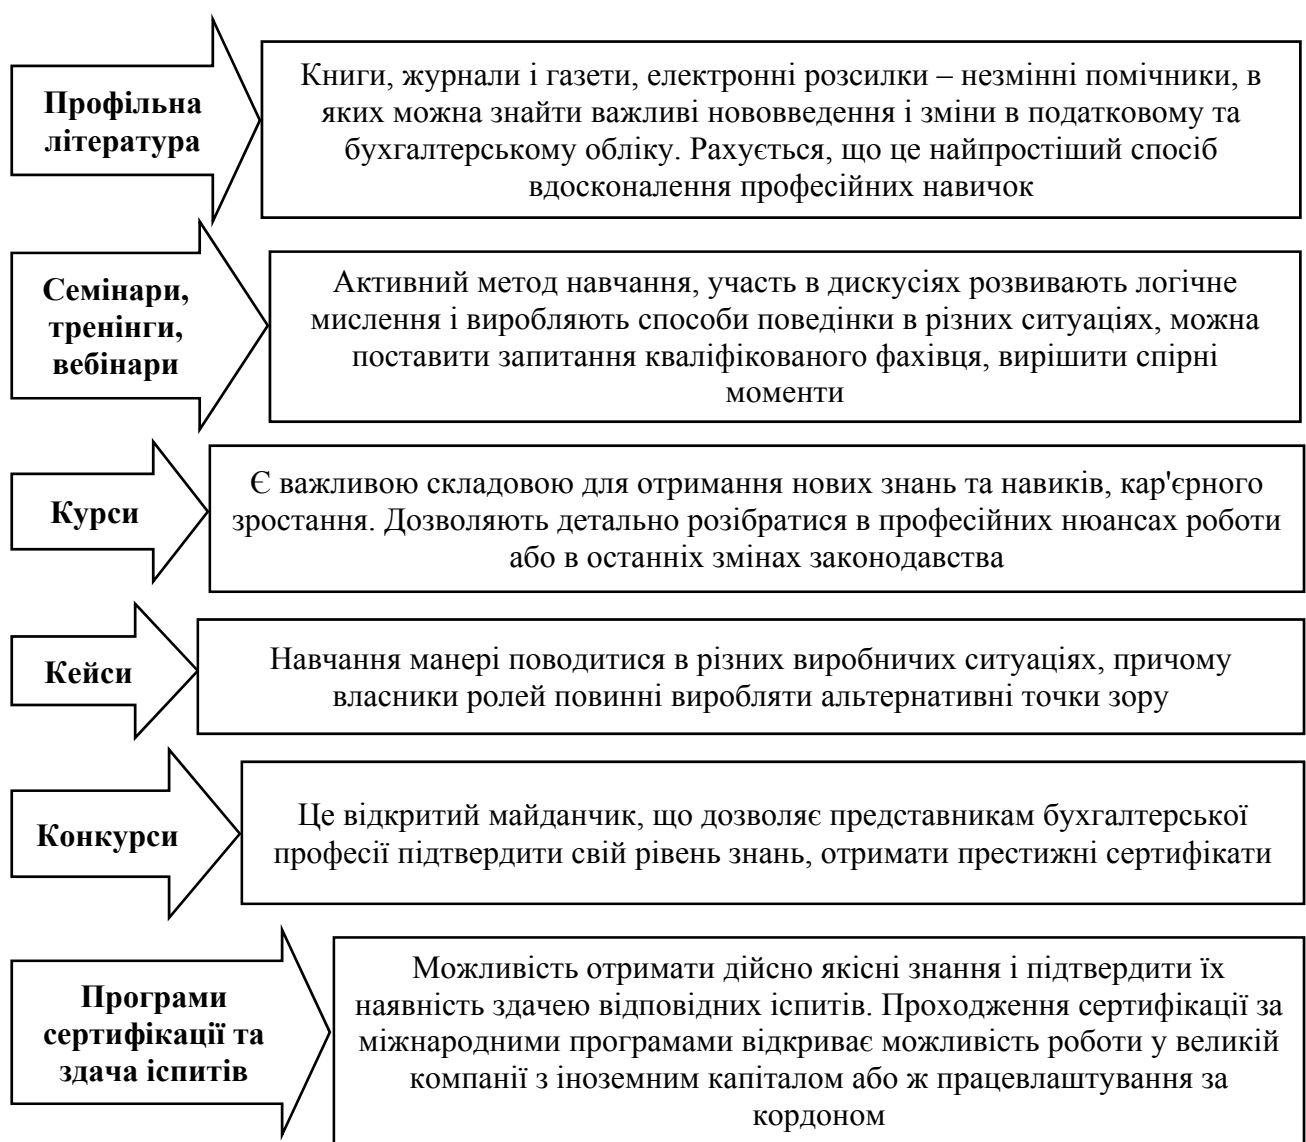 Профільна
література
Книги, журнали і газети, електронні розсилки – незмінні помічники, в
яких можна знайти важливі нововведення і зміни в податковому та
бухгалтерському обліку. Рахується, що це найпростіший спосіб
вдосконалення професійних навичок
Семінари,
тренінги,
вебінари
Активний метод навчання, участь в дискусіях розвивають логічне
мислення і виробляють способи поведінки в різних ситуаціях, можна
поставити запитання кваліфікованого фахівця, вирішити спірні
моменти
Курси
Є важливою складовою для отримання нових знань та навиків, кар'єрного
зростання. Дозволяють детально розібратися в професійних нюансах роботи
або в останніх змінах законодавства
Кейси
Навчання манері поводитися в різних виробничих ситуаціях, причому
власники ролей повинні виробляти альтернативні точки зору
Конкурси
Це відкритий майданчик, що дозволяє представникам бухгалтерської
професії підтвердити свій рівень знань, отримати престижні сертифікати
Програми
сертифікації та
здача іспитів
Можливість отримати дійсно якісні знання і підтвердити їх
наявність здачею відповідних іспитів. Проходження сертифікації за
міжнародними програмами відкриває можливість роботи у великій
компанії з іноземним капіталом або ж працевлаштування за
кордоном